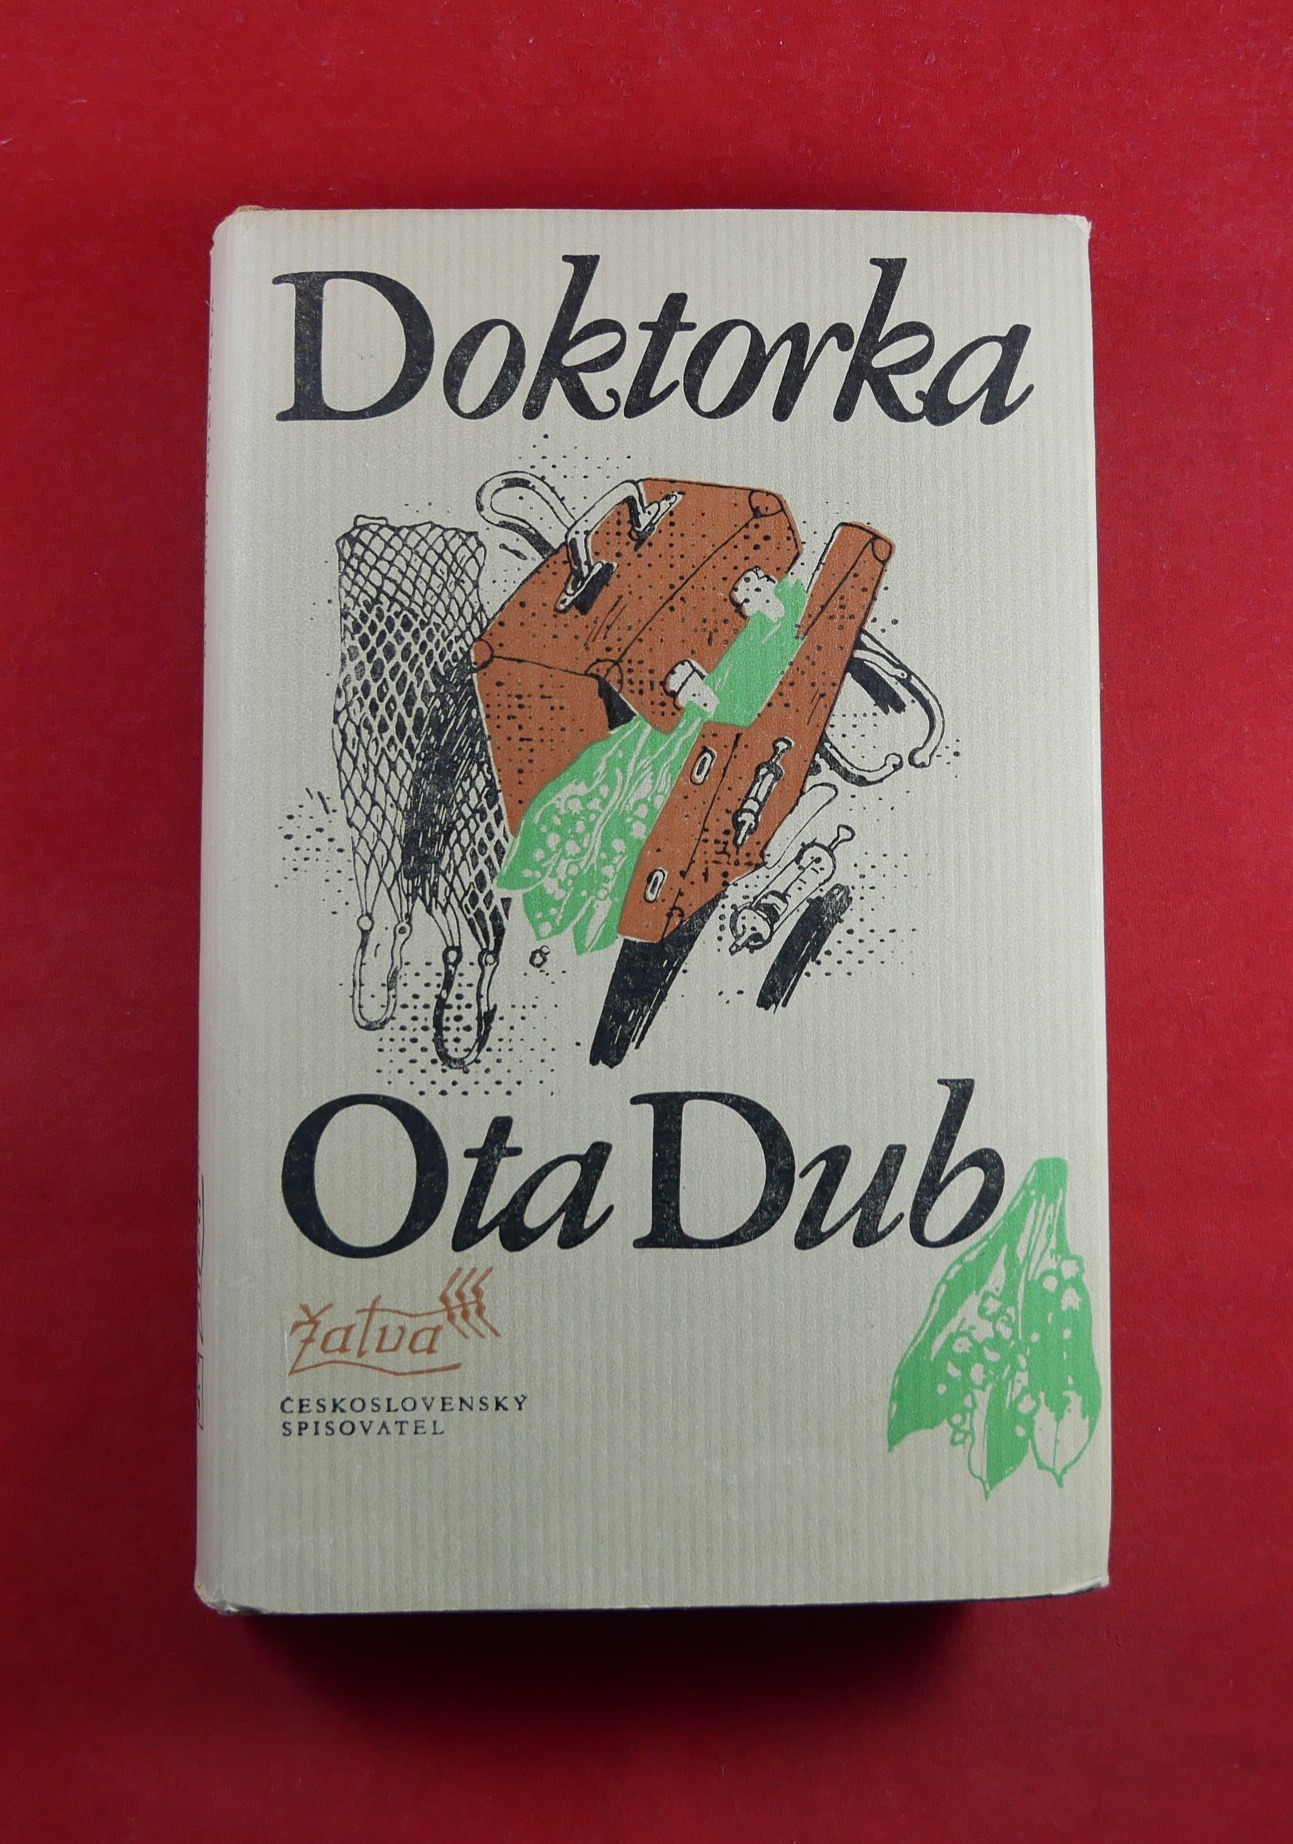 Doktorka
Ota Dub
Žatva
ČESKOSLOVENSKÝ
SPISOVATEL